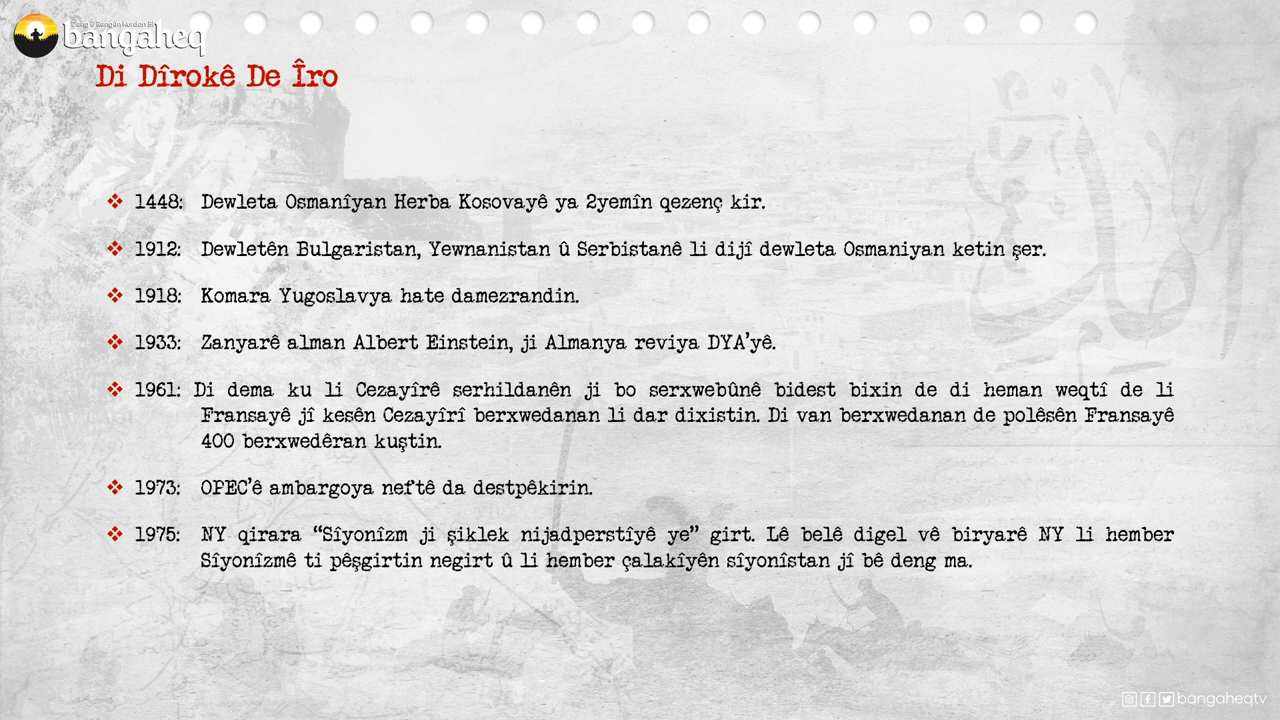 Deng û Bangên Kurdan Bi
bangaheq
Di Dîrokê De Îro
❖ 1448: Dewleta Osmanîyan Herba Kosovayê ya 2yemîn qezenç kir.
❖ 1912: Dewletên Bulgaristan, Yewnanistan û Serbistanê li dijî dewleta Osmaniyan ketin şer.
❖ 1918: Komara Yugoslavya hate damezrandin.
❖ 1933: Zanyarê alman Albert Einstein, ji Almanya reviya DYA’yê.
❖ 1961: Di dema ku li Cezayîrê serhildanên ji bo serxwebûnê bidest bixin de di heman weqtî de li
Fransayê jî kesên Cezayîrî berxwedanan li dar dixistin. Di van berxwedanan de polêsên Fransayê
400 berxwedêran kuştin.
❖ 1973: OPEC’ê ambargoya neftê da destpêkirin.
❖ 1975: NY qirara “Sîyonîzm ji şiklek nijadperstîyê ye” girt. Lê belê digel vê biryarê NY li hember
Sîyonîzmê ti pêşgirtin negirt û li hember çalakîyên sîyonîstan jî bê deng ma.
bangaheqtv